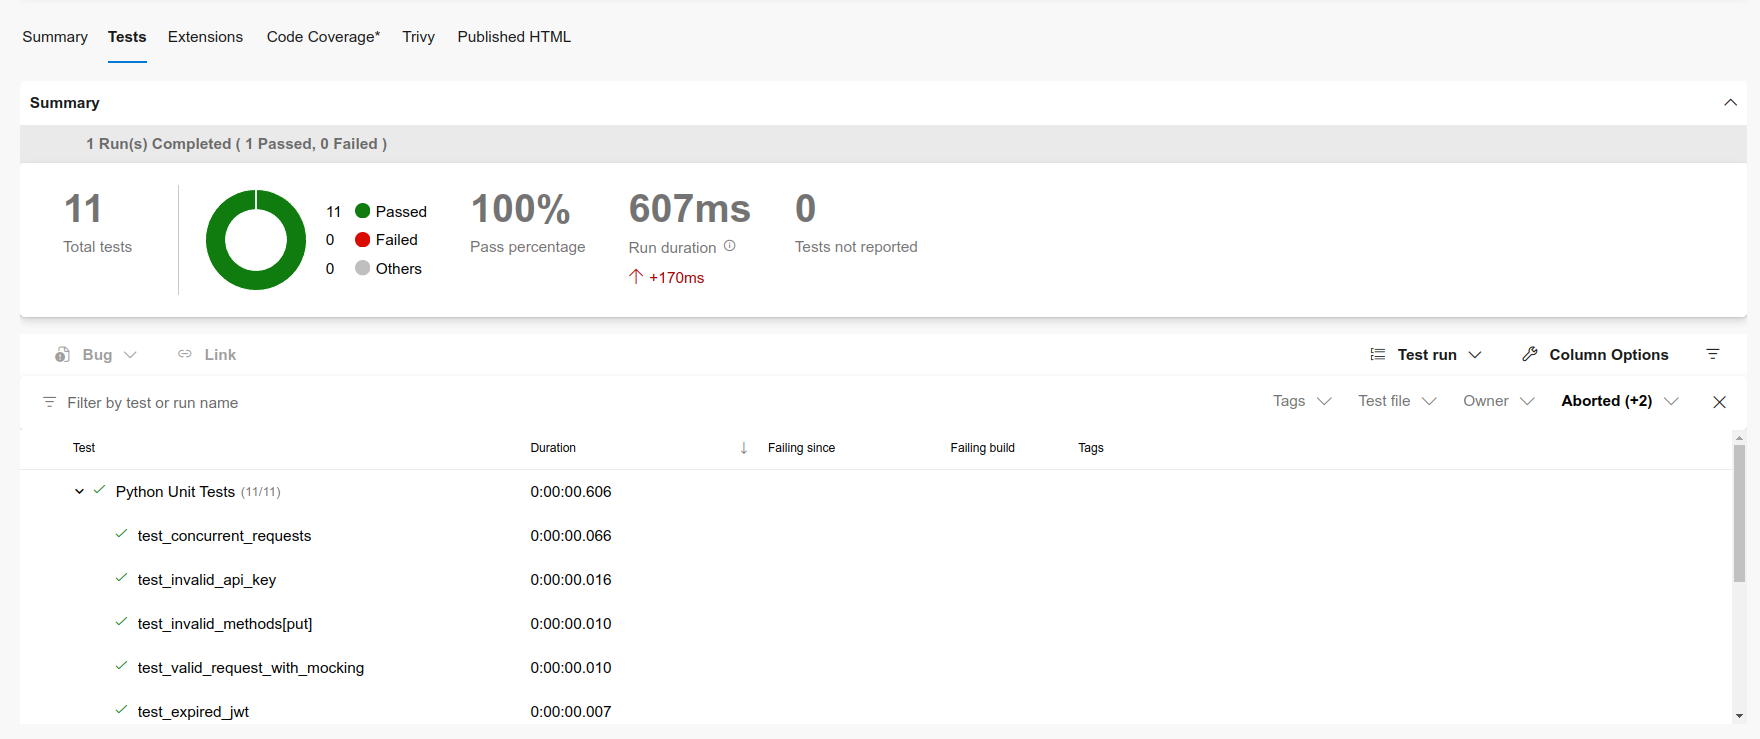 Summary Tests Extensions Code Coverage* Trivy Published HTML
Summary
1 Run(s) Completed ( 1 Passed, 0 Failed )
11
Total tests
11 Passed
0 Failed
0 Others
100%
Pass percentage
607ms
Run duration
+170ms
0
Tests not reported
Bug Link Test run Column Options
Filter by test or run name Tags Test file Owner Aborted (+2)
Test Duration Failing since Failing build Tags
Python Unit Tests (11/11) 0:00:00.606
test_concurrent_requests 0:00:00.066
test_invalid_api_key 0:00:00.016
test_invalid_methods[put] 0:00:00.010
test_valid_request_with_mocking 0:00:00.010
test_expired_jwt 0:00:00.007